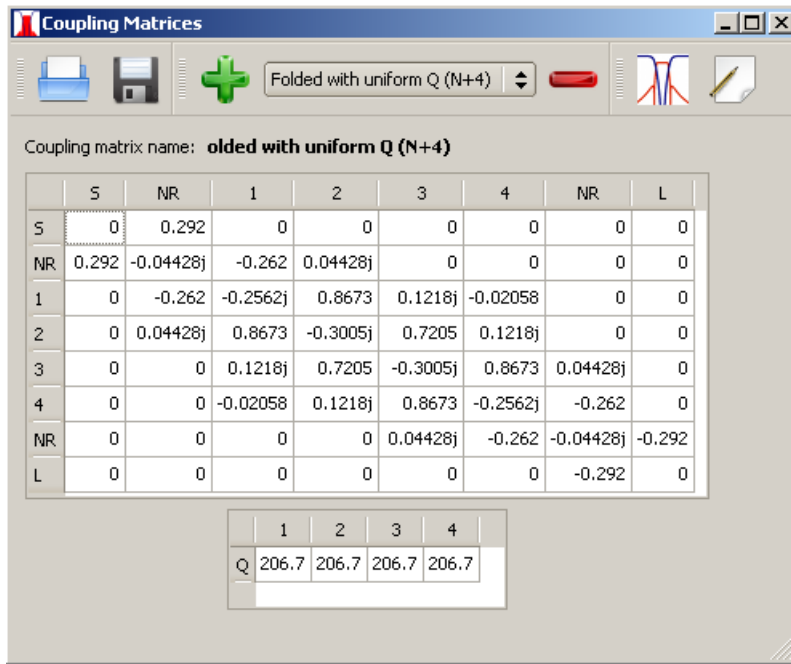 Coupling Matrices
Folded with uniform Q (N+4)
Coupling matrix name: olded with uniform Q (N+4)
S NR 1 2 3 4 NR L
S 0 0.292 0 0 0 0 0 0
NR 0.292 -0.04428j -0.262 0.04428j 0 0 0 0
1 0 -0.262 -0.2562j 0.8673 0.1218j -0.02058 0 0
2 0 0.04428j 0.8673 -0.3005j 0.7205 0.1218j 0 0
3 0 0 0.1218j 0.7205 -0.3005j 0.8673 0.04428j 0
4 0 0 -0.02058 0.1218j 0.8673 -0.2562j -0.262 0
NR 0 0 0 0 0.04428j -0.262 -0.04428j -0.292
L 0 0 0 0 0 0 -0.292 0
1 2 3 4
Q 206.7 206.7 206.7 206.7